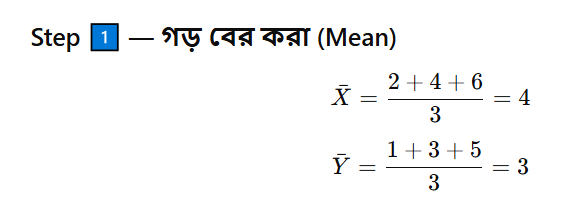 Step 1 — গড় বের করা (Mean)
X̄ = (2 + 4 + 6) / 3 = 4
Ȳ = (1 + 3 + 5) / 3 = 3